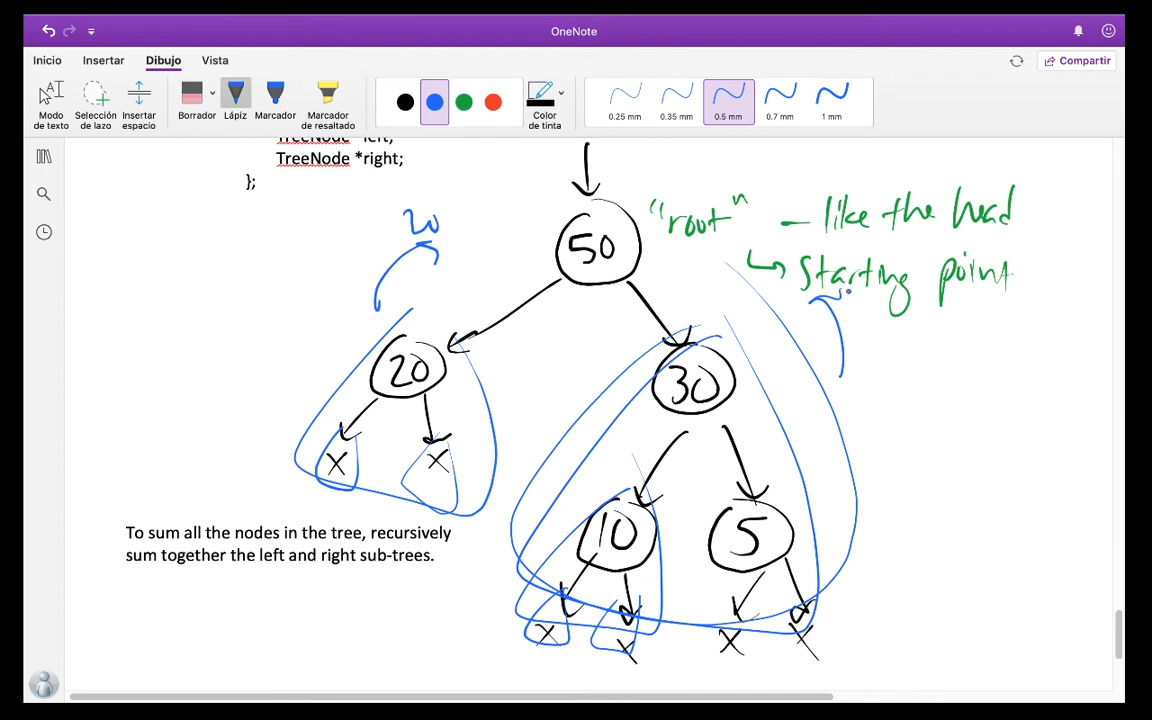 OneNote
Inicio Insertar Dibujo Vista
Compartir
Modo de texto
Selección de lazo
Insertar espacio
Borrador
Lápiz
Marcador
Marcador de resaltado
Color de tinta
0.25 mm
0.35 mm
0.5 mm
0.7 mm
1 mm
TreeNode *left;
TreeNode *right;
};
20
50
"root" - like the head
Starting point
20
30
X X
10 5
To sum all the nodes in the tree, recursively
sum together the left and right sub-trees.
X X X X